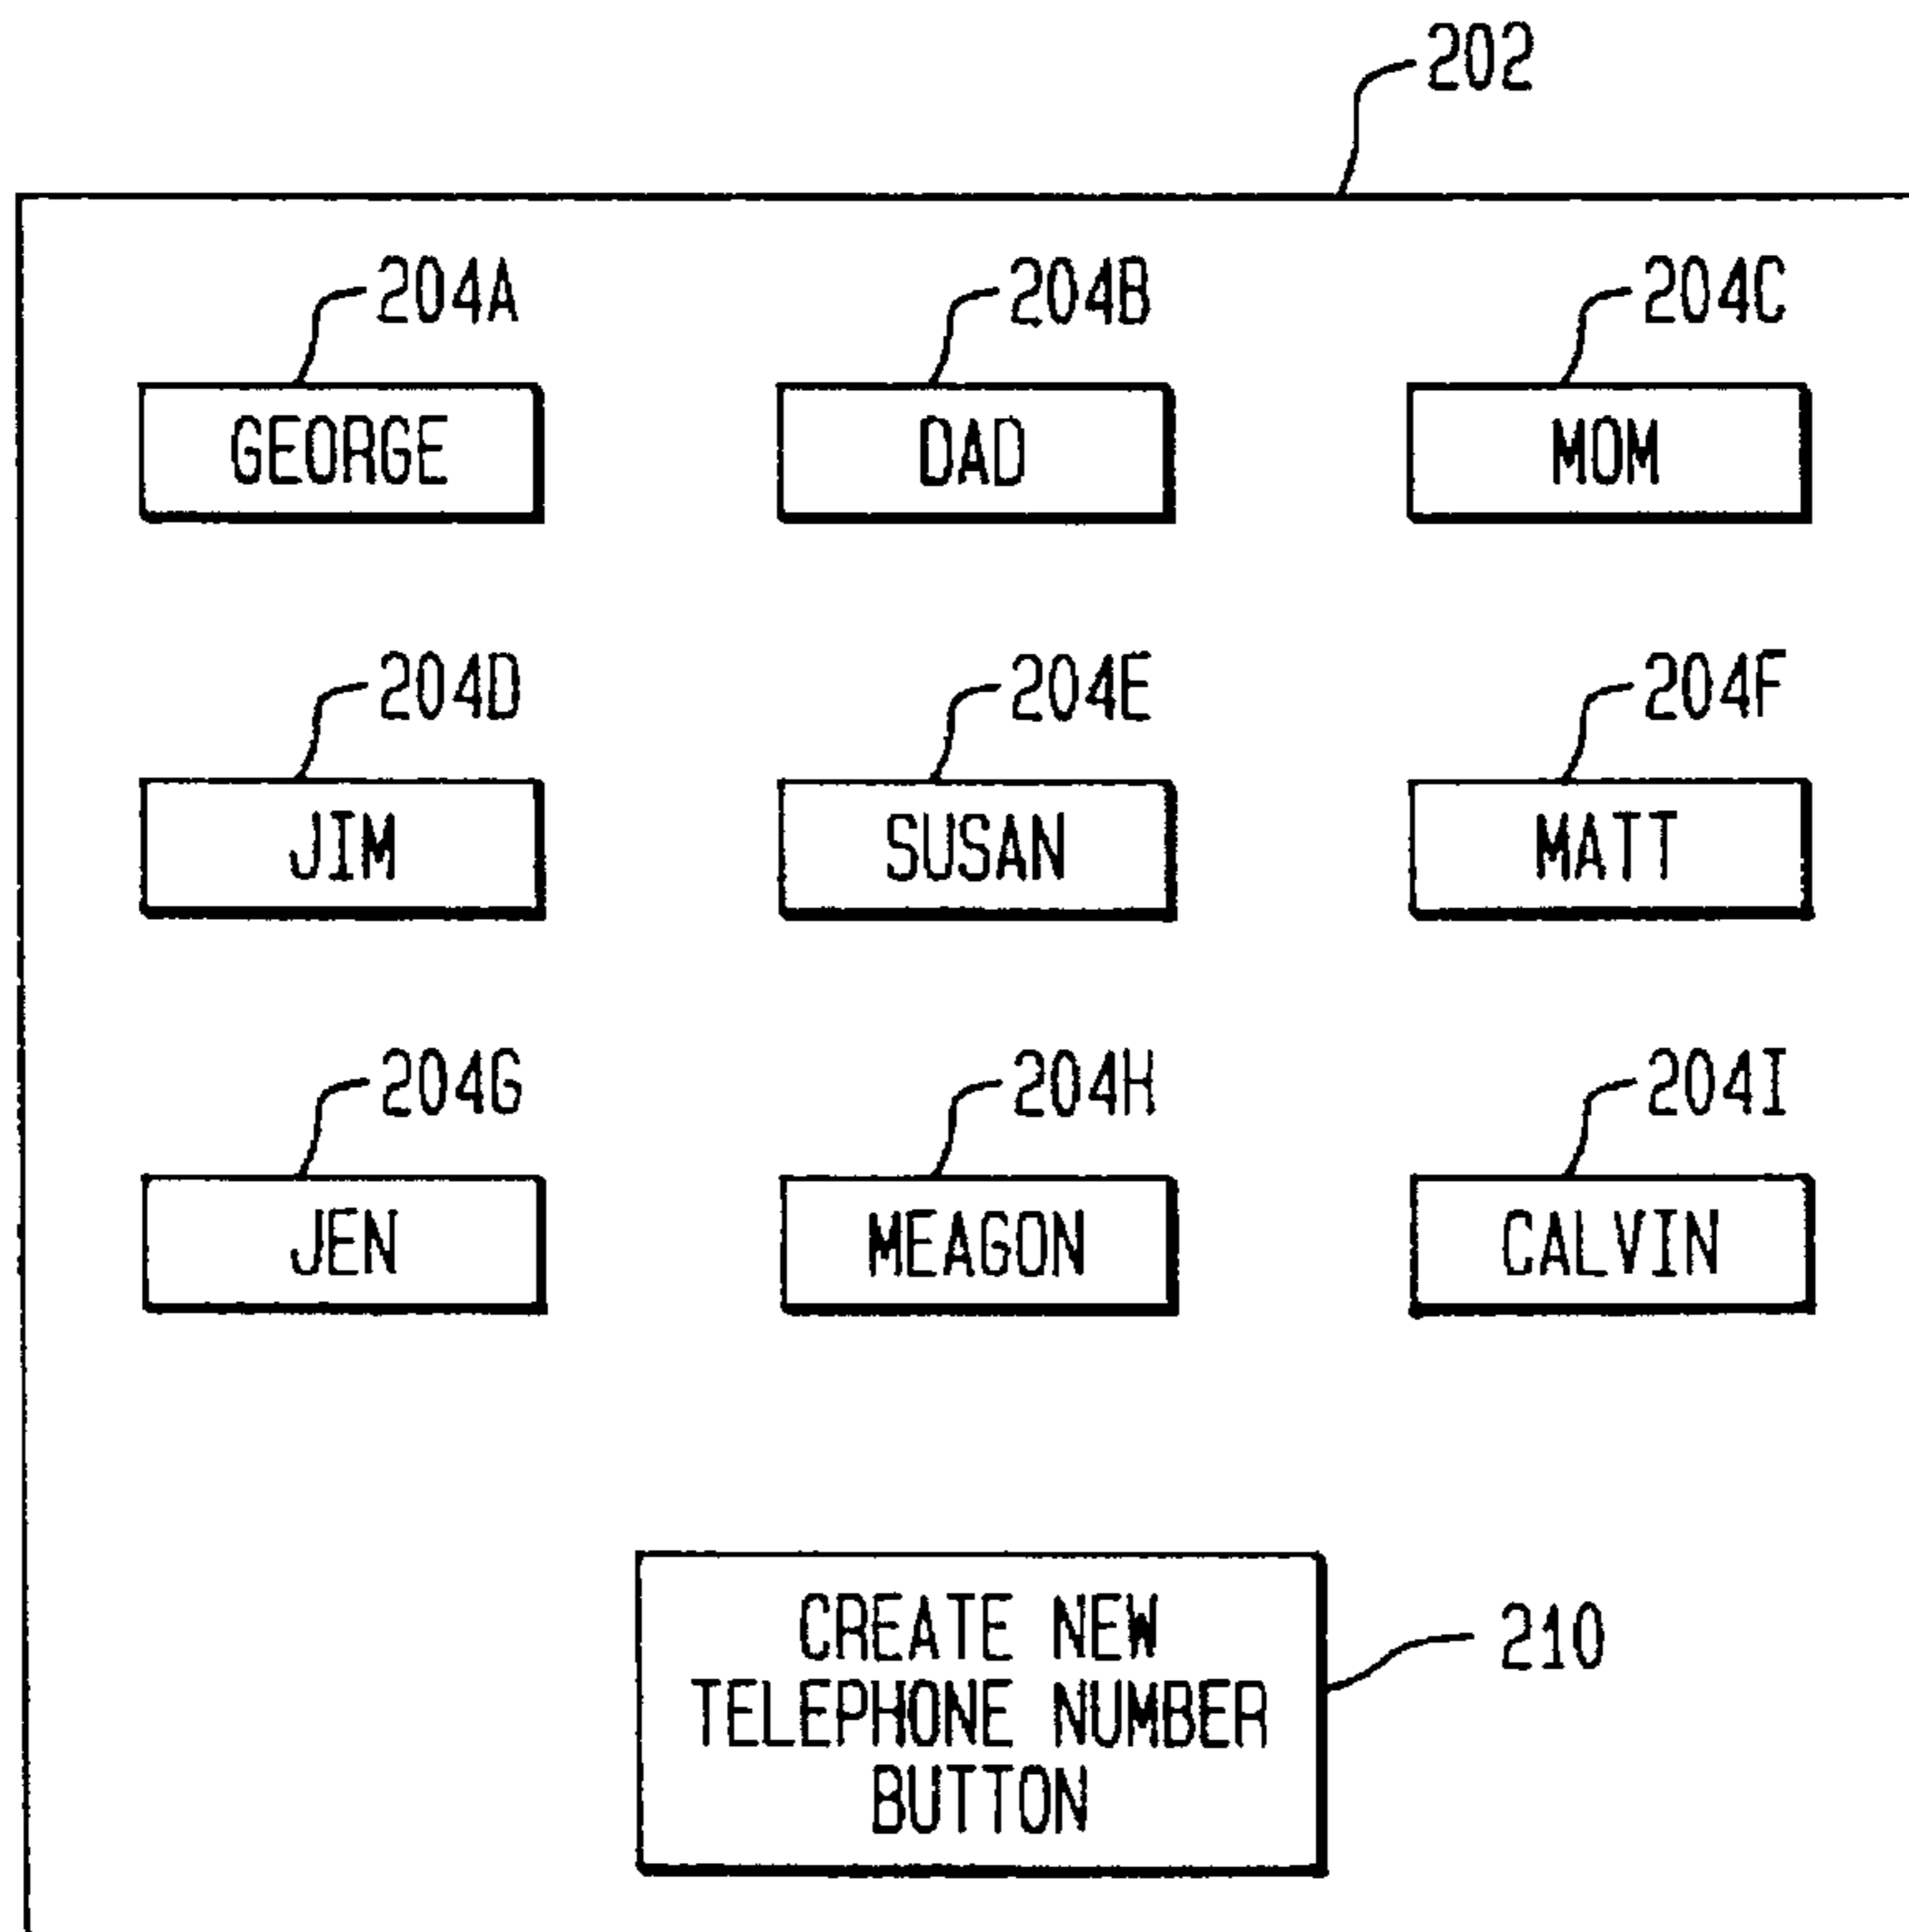 202
204A 204B 204C
GEORGE DAD MOM
204D 204E 204F
JIM SUSAN MATT
204G 204H 204I
JEN MEAGON CALVIN
CREATE NEW
TELEPHONE NUMBER
BUTTON
210